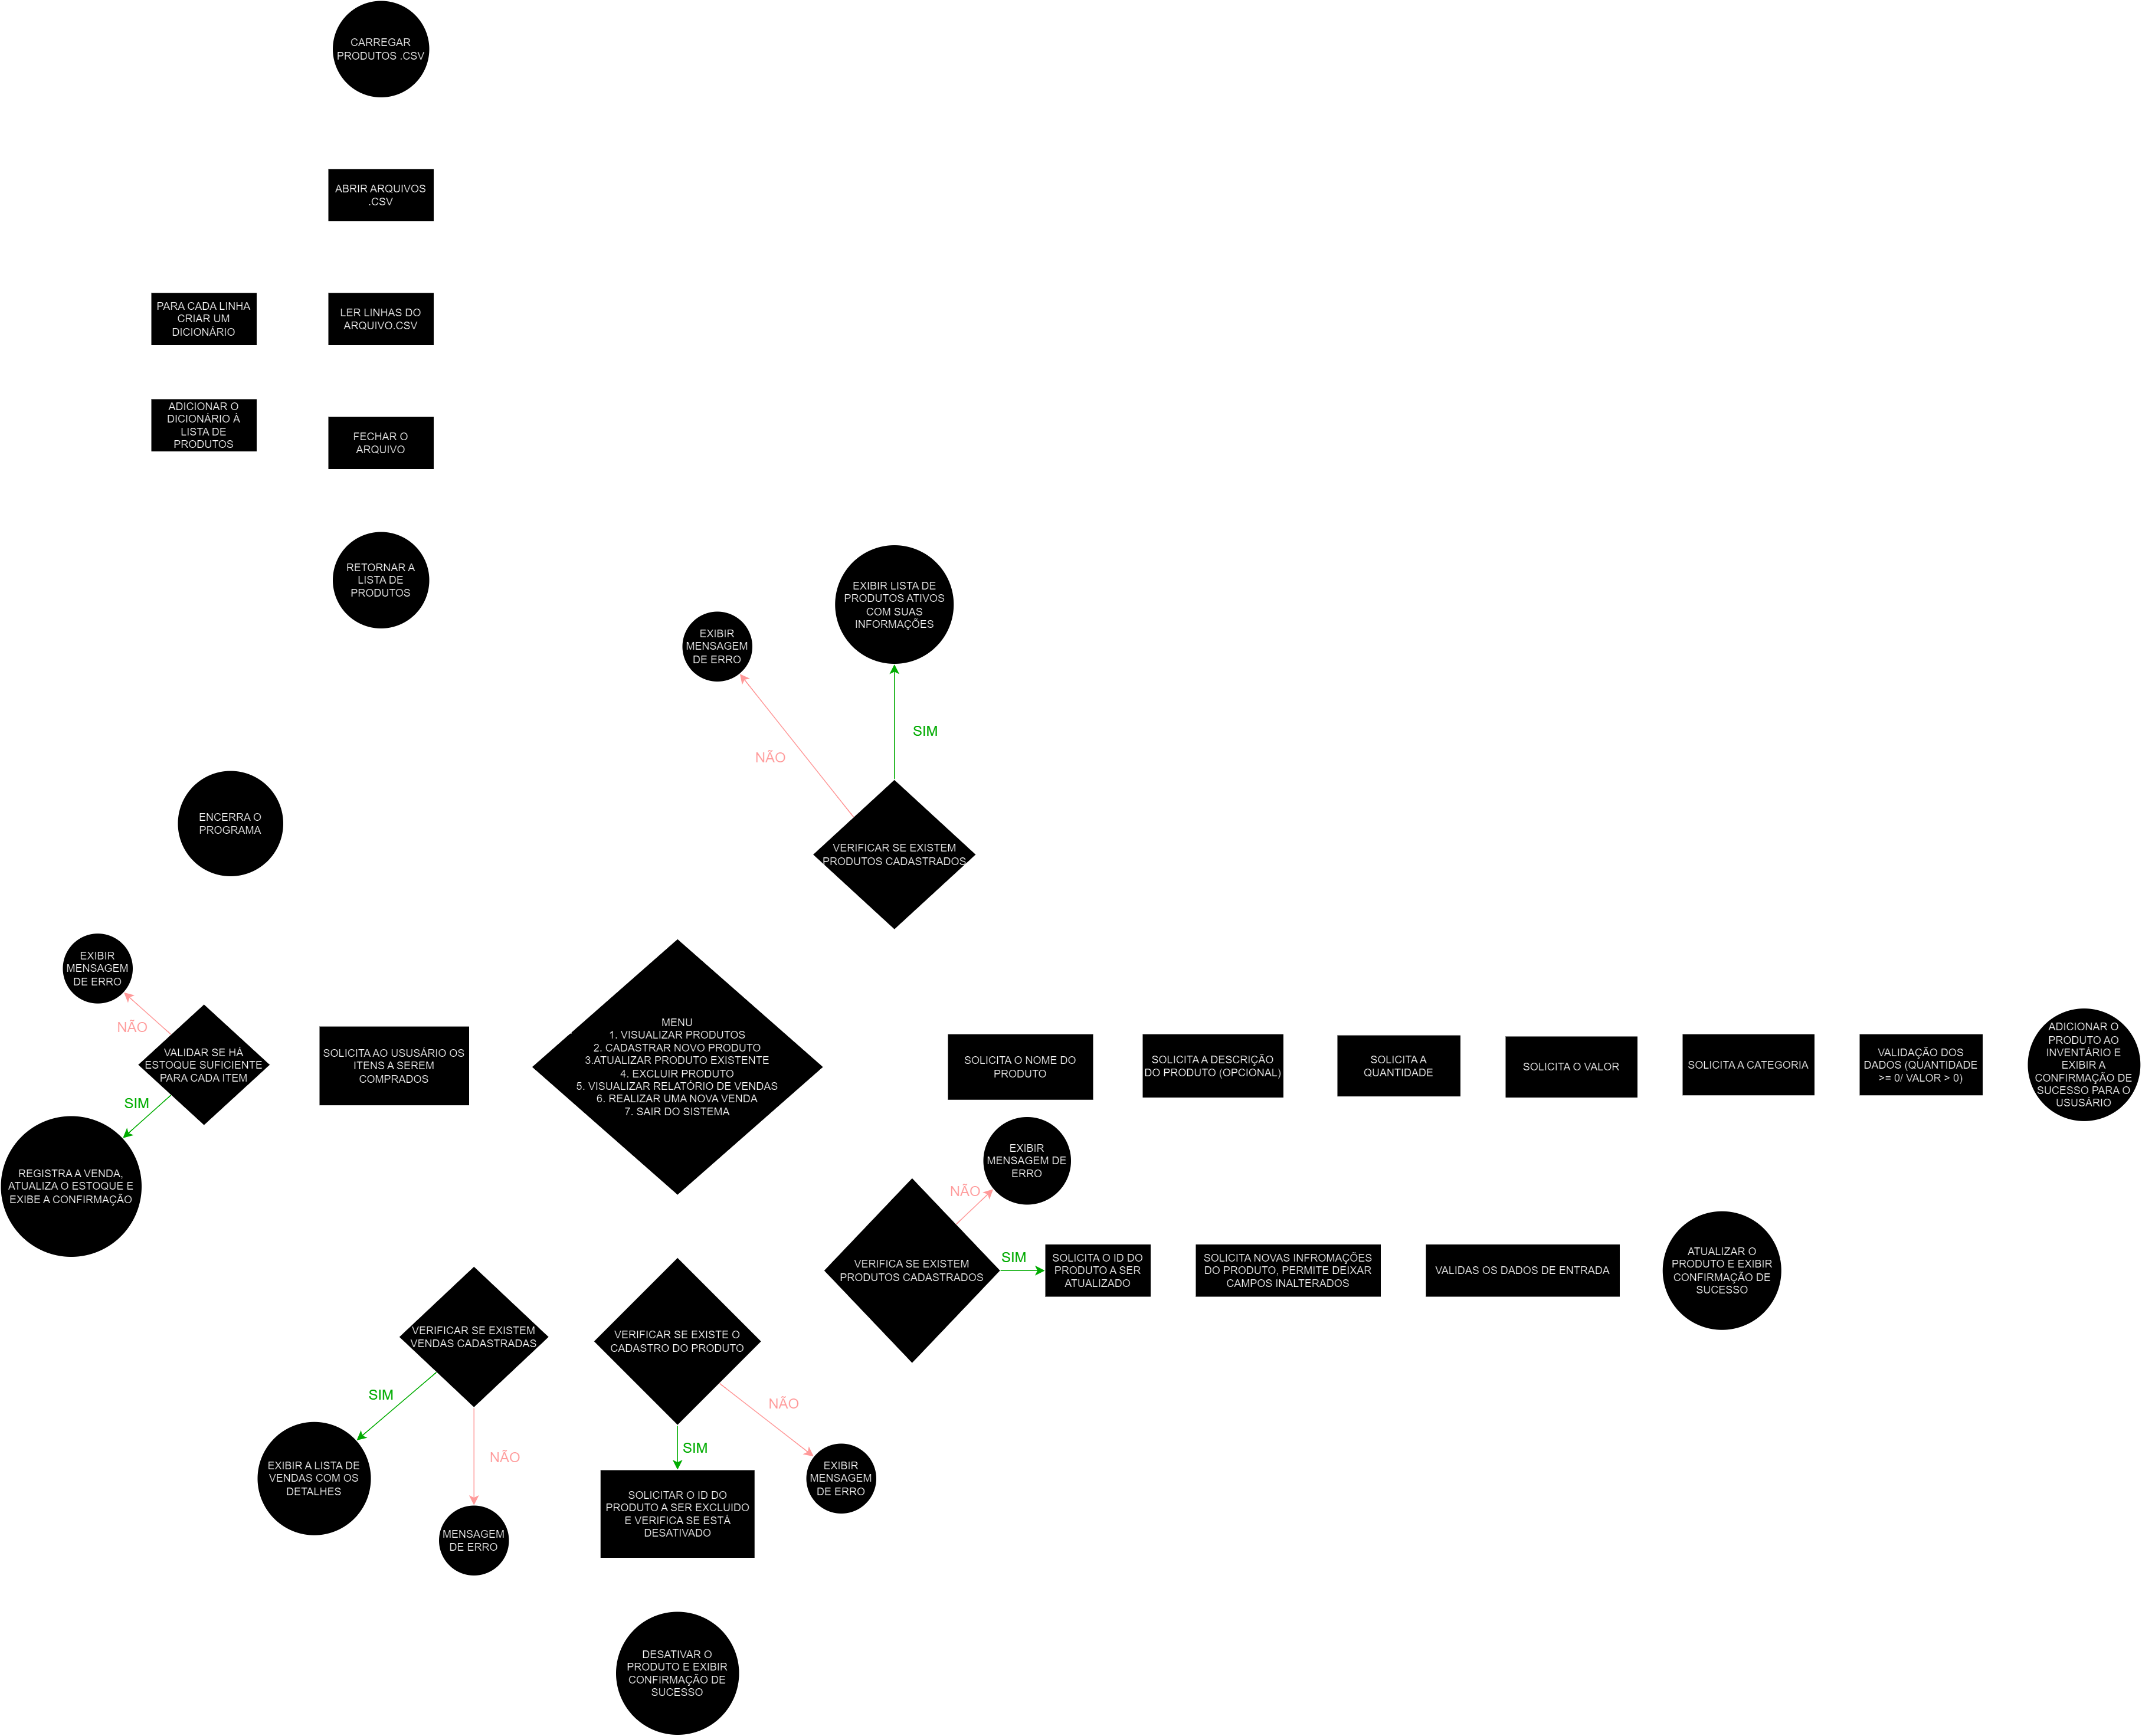 CARREGAR
PRODUTOS .CSV
ABRIR ARQUIVOS
.CSV
PARA CADA LINHA
CRIAR UM
DICIONÁRIO
LER LINHAS DO
ARQUIVO.CSV
ADICIONAR O
DICIONÁRIO À
LISTA DE
PRODUTOS
FECHAR O
ARQUIVO
RETORNAR A
LISTA DE
PRODUTOS
EXIBIR LISTA DE
PRODUTOS ATIVOS
COM SUAS
INFORMAÇÕES
EXIBIR
MENSAGEM
DE ERRO
SIM
NÃO
VERIFICAR SE EXISTEM
PRODUTOS CADASTRADOS
ENCERRA O
PROGRAMA
EXIBIR
MENSAGEM
DE ERRO
NÃO
VALIDAR SE HÁ
ESTOQUE SUFICIENTE
PARA CADA ITEM
SIM
REGISTRA A VENDA,
ATUALIZA O ESTOQUE E
EXIBE A CONFIRMAÇÃO
SOLICITA AO USUSÁRIO OS
ITENS A SEREM
COMPRADOS
MENU
1. VISUALIZAR PRODUTOS
2. CADASTRAR NOVO PRODUTO
3.ATUALIZAR PRODUTO EXISTENTE
4. EXCLUIR PRODUTO
5. VISUALIZAR RELATÓRIO DE VENDAS
6. REALIZAR UMA NOVA VENDA
7. SAIR DO SISTEMA
SOLICITA O NOME DO
PRODUTO
SOLICITA A DESCRIÇÃO
DO PRODUTO (OPCIONAL)
SOLICITA A
QUANTIDADE
SOLICITA O VALOR
SOLICITA A CATEGORIA
VALIDAÇÃO DOS
DADOS (QUANTIDADE
>= 0/ VALOR > 0)
ADICIONAR O
PRODUTO AO
INVENTÁRIO E
EXIBIR A
CONFIRMAÇÃO DE
SUCESSO PARA O
USUSÁRIO
EXIBIR
MENSAGEM DE
ERRO
NÃO
VERIFICA SE EXISTEM
PRODUTOS CADASTRADOS
SIM
SOLICITA O ID DO
PRODUTO A SER
ATUALIZADO
SOLICITA NOVAS INFROMAÇÕES
DO PRODUTO, PERMITE DEIXAR
CAMPOS INALTERADOS
VALIDAS OS DADOS DE ENTRADA
ATUALIZAR O
PRODUTO E EXIBIR
CONFIRMAÇÃO DE
SUCESSO
VERIFICAR SE EXISTEM
VENDAS CADASTRADAS
SIM
NÃO
EXIBIR A LISTA DE
VENDAS COM OS
DETALHES
MENSAGEM
DE ERRO
VERIFICAR SE EXISTE O
CADASTRO DO PRODUTO
NÃO
SIM
EXIBIR
MENSAGEM
DE ERRO
SOLICITAR O ID DO
PRODUTO A SER EXCLUIDO
E VERIFICA SE ESTÁ
DESATIVADO
DESATIVAR O
PRODUTO E EXIBIR
CONFIRMAÇÃO DE
SUCESSO